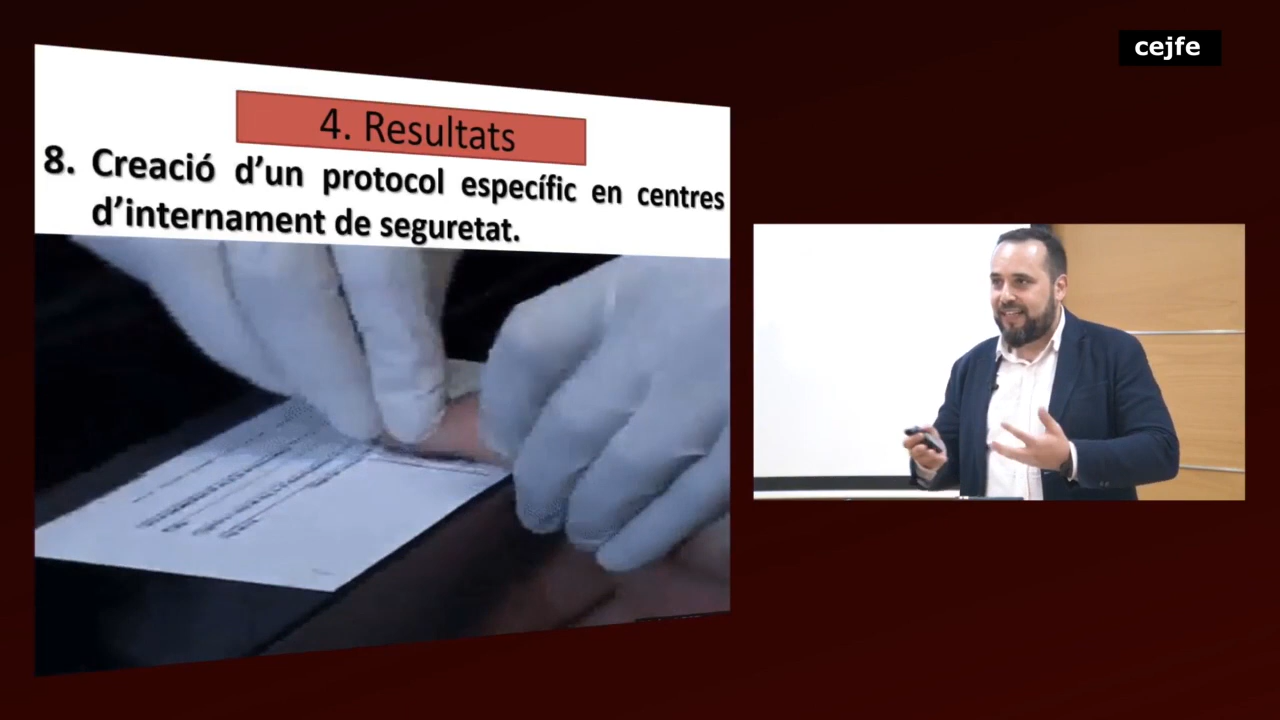 cejfe
4. Resultats
8. Creació d'un protocol específic en centres
d'internament de seguretat.